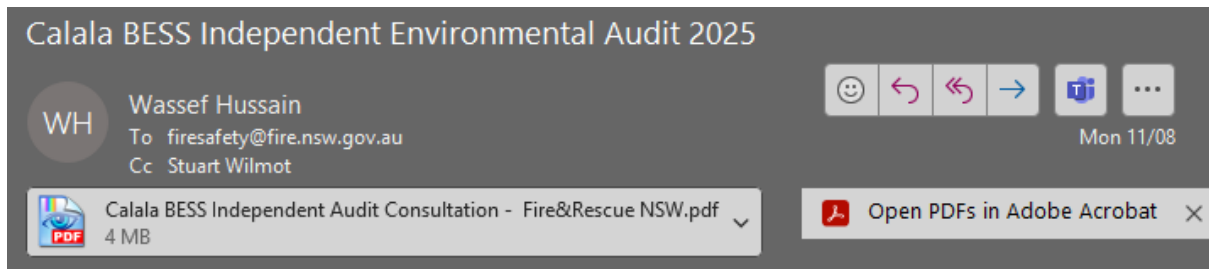 Calala BESS Independent Environmental Audit 2025
WH
Wassef Hussain
To firesafety@fire.nsw.gov.au
Cc Stuart Wilmot
Mon 11/08
Calala BESS Independent Audit Consultation - Fire&Rescue NSW.pdf
4 MB
PDF
Open PDFs in Adobe Acrobat